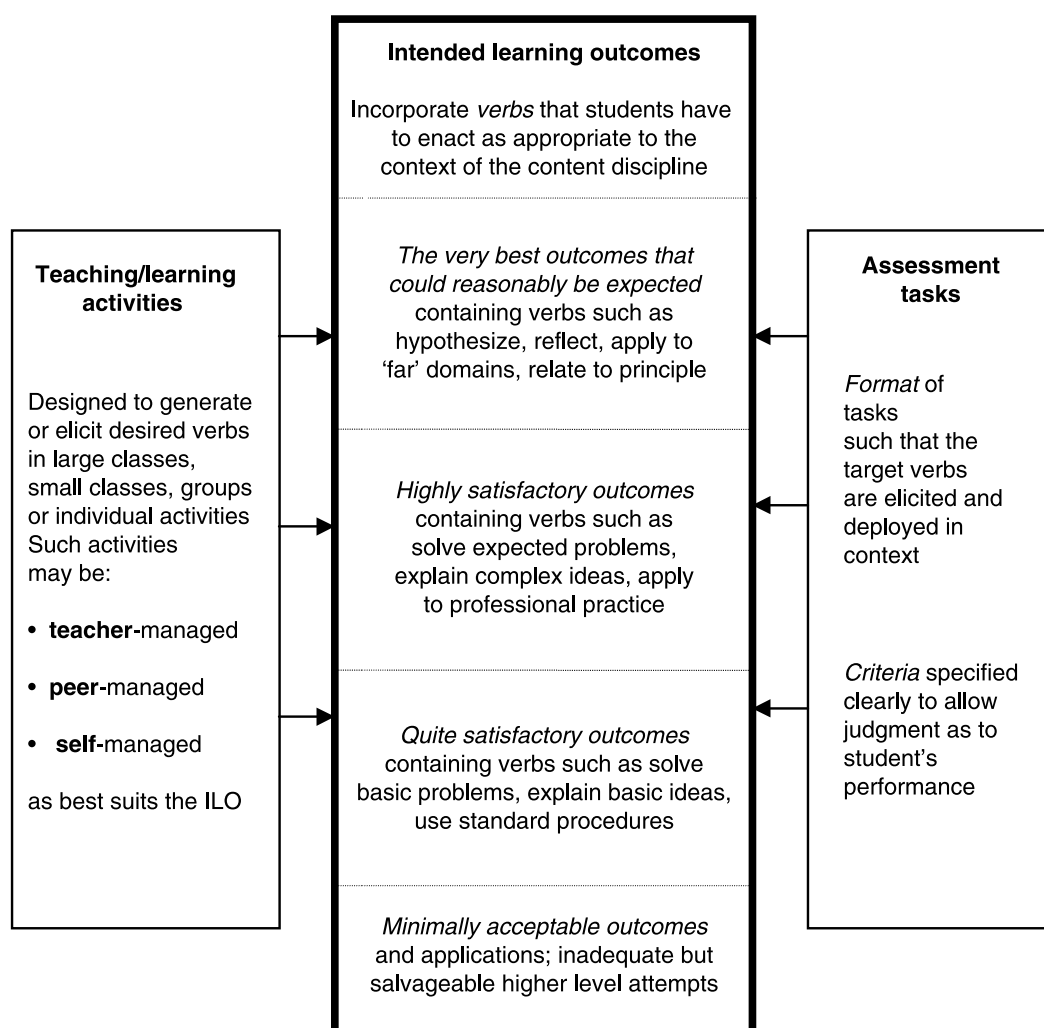 Intended learning outcomes
Incorporate verbs that students have
to enact as appropriate to the
context of the content discipline
The very best outcomes that
could reasonably be expected
containing verbs such as
hypothesize, reflect, apply to
‘far’ domains, relate to principle
Highly satisfactory outcomes
containing verbs such as
solve expected problems,
explain complex ideas, apply
to professional practice
Quite satisfactory outcomes
containing verbs such as solve
basic problems, explain basic ideas,
use standard procedures
Minimally acceptable outcomes
and applications; inadequate but
salvageable higher level attempts
Teaching/learning
activities
Designed to generate
or elicit desired verbs
in large classes,
small classes, groups
or individual activities
Such activities
may be:
• teacher-managed
• peer-managed
• self-managed
as best suits the ILO
Assessment
tasks
Format of
tasks
such that the
target verbs
are elicited and
deployed in
context
Criteria specified
clearly to allow
judgment as to
student’s
performance